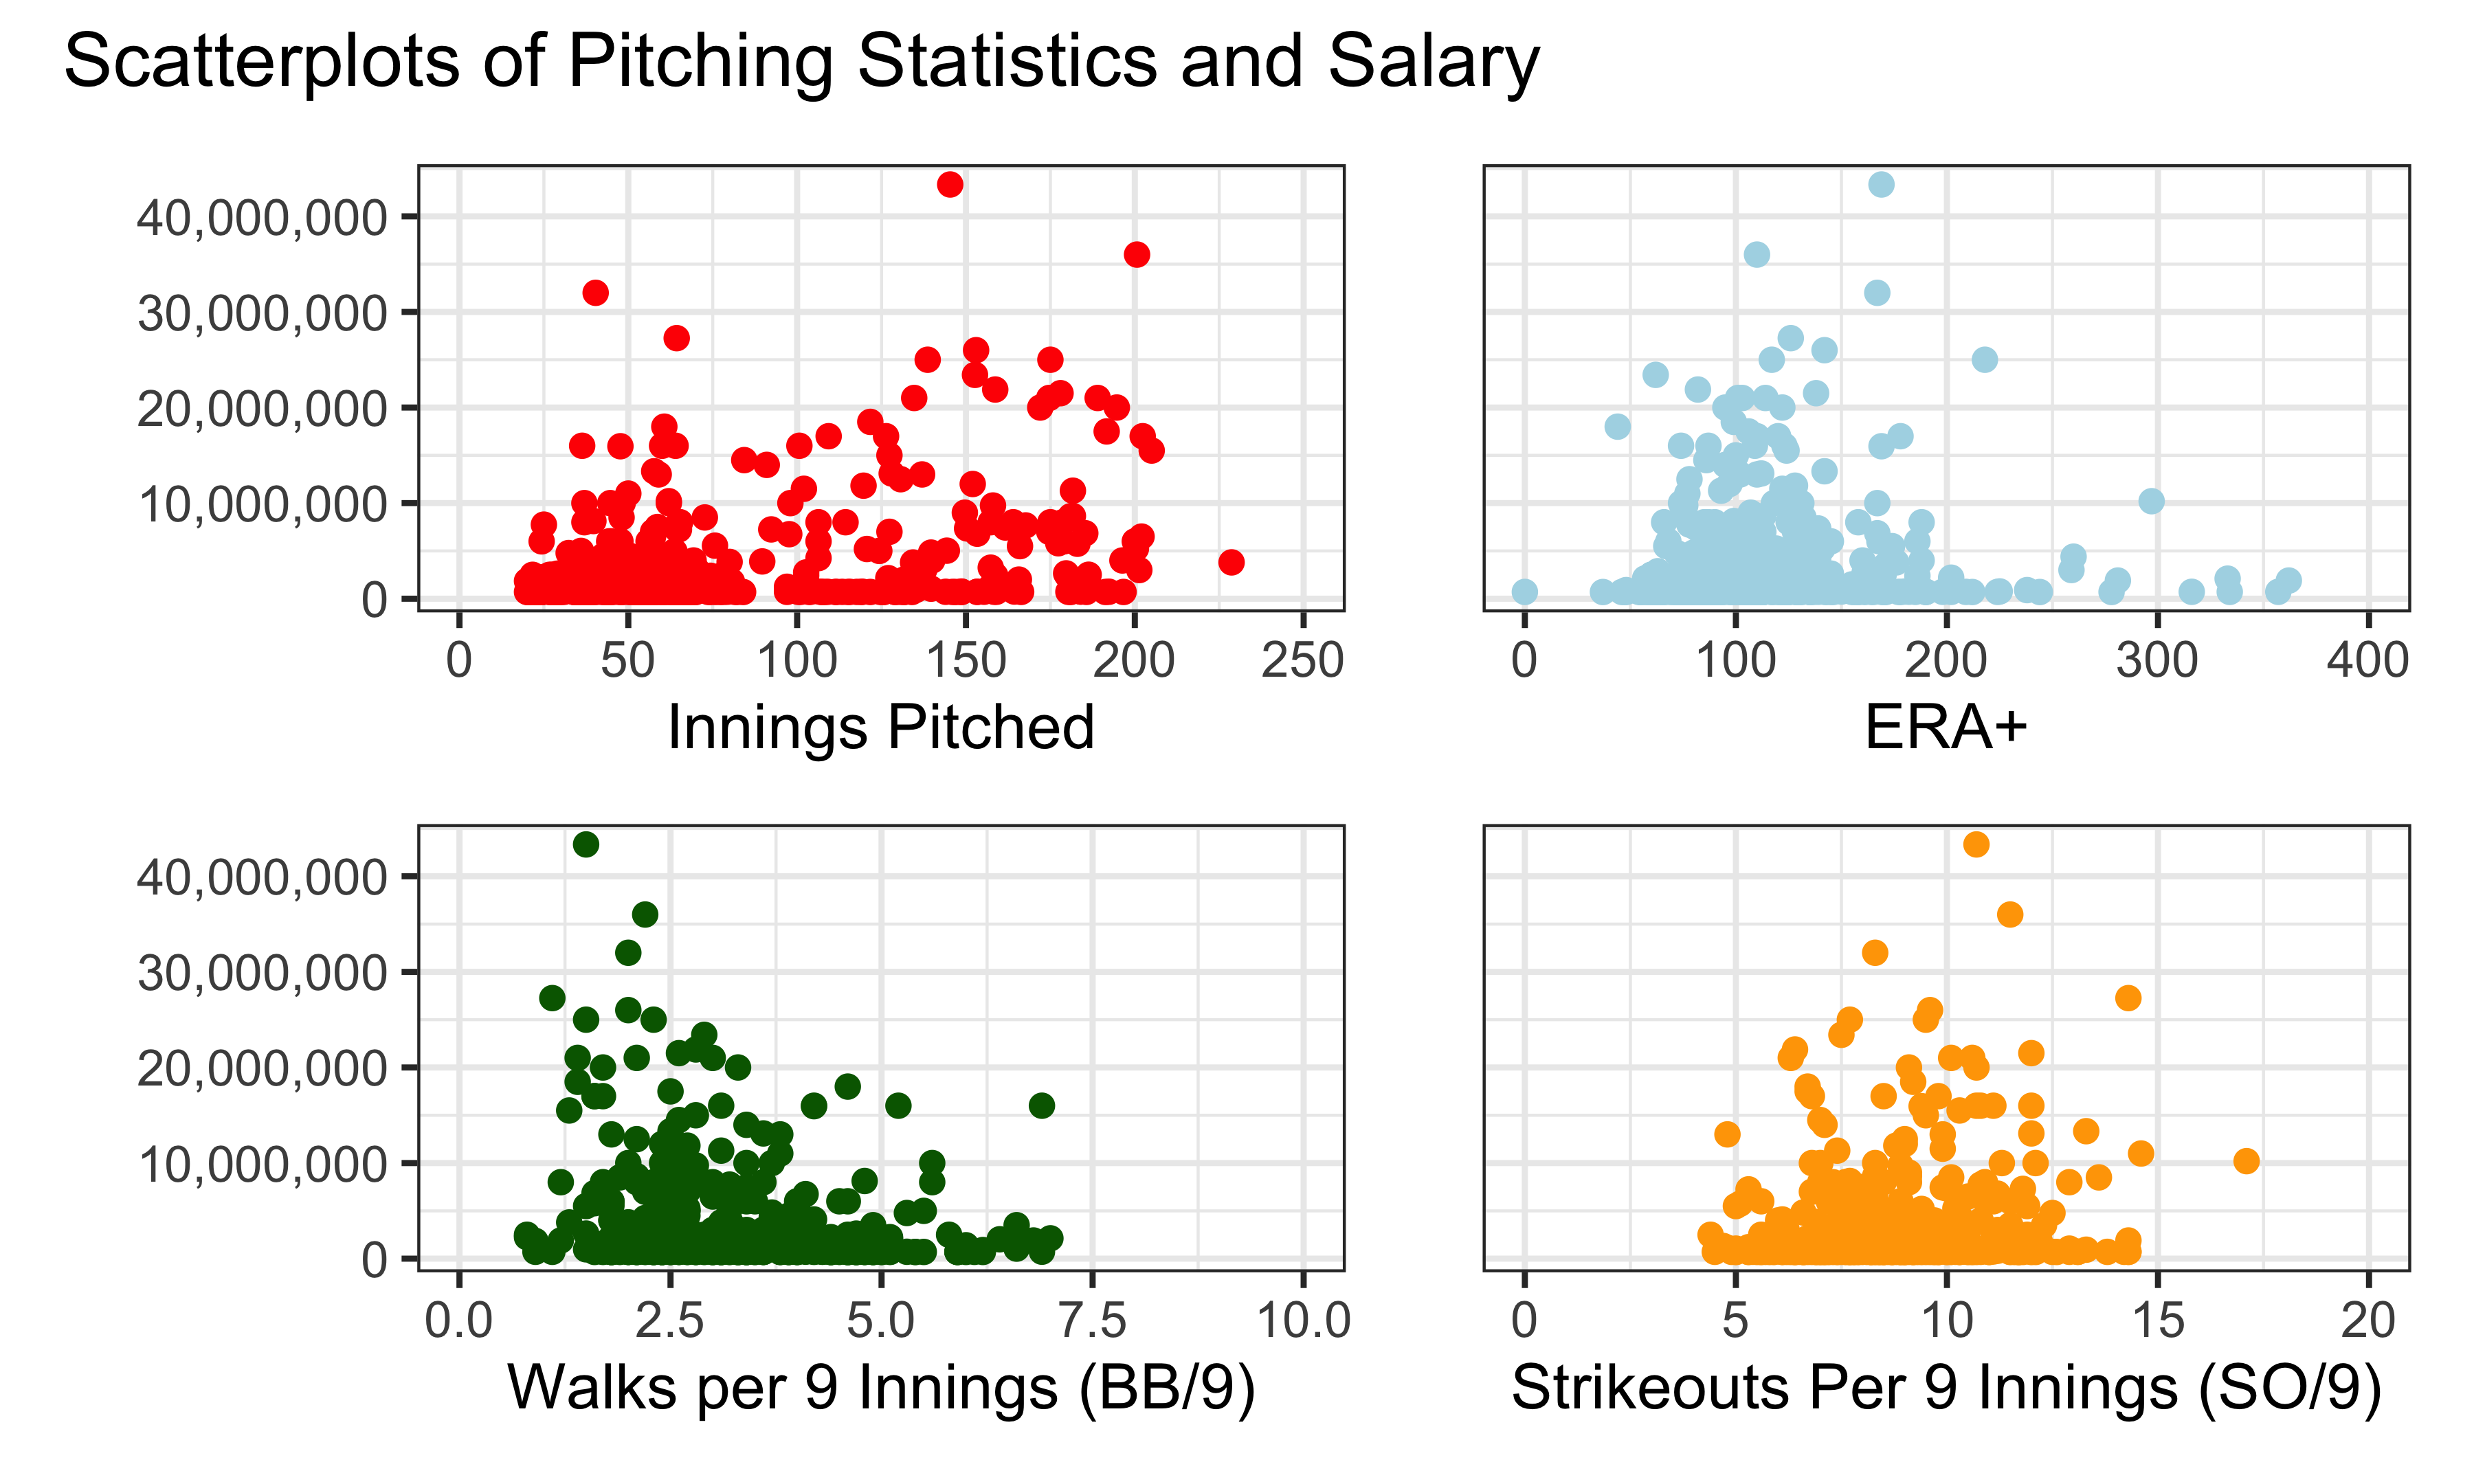 Scatterplots of Pitching Statistics and Salary
40,000,000
30,000,000
20,000,000
10,000,000
0
0 50 100 150 200 250
Innings Pitched
0 100 200 300 400
ERA+
40,000,000
30,000,000
20,000,000
10,000,000
0
0.0 2.5 5.0 7.5 10.0
Walks per 9 Innings (BB/9)
0 5 10 15 20
Strikeouts Per 9 Innings (SO/9)